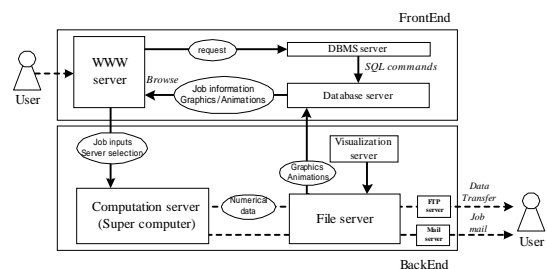 FrontEnd
WWW
server
request
DBMS server
SQL commands
Browse
Job information
Graphics/Animations
Database server
User
Job inputs
Server selection
Graphics
Animations
Visualization
server
Computation server
(Super computer)
Numerical
data
File server
FTP
server
Data
Transfer
Mail
server
Job
mail
User
BackEnd